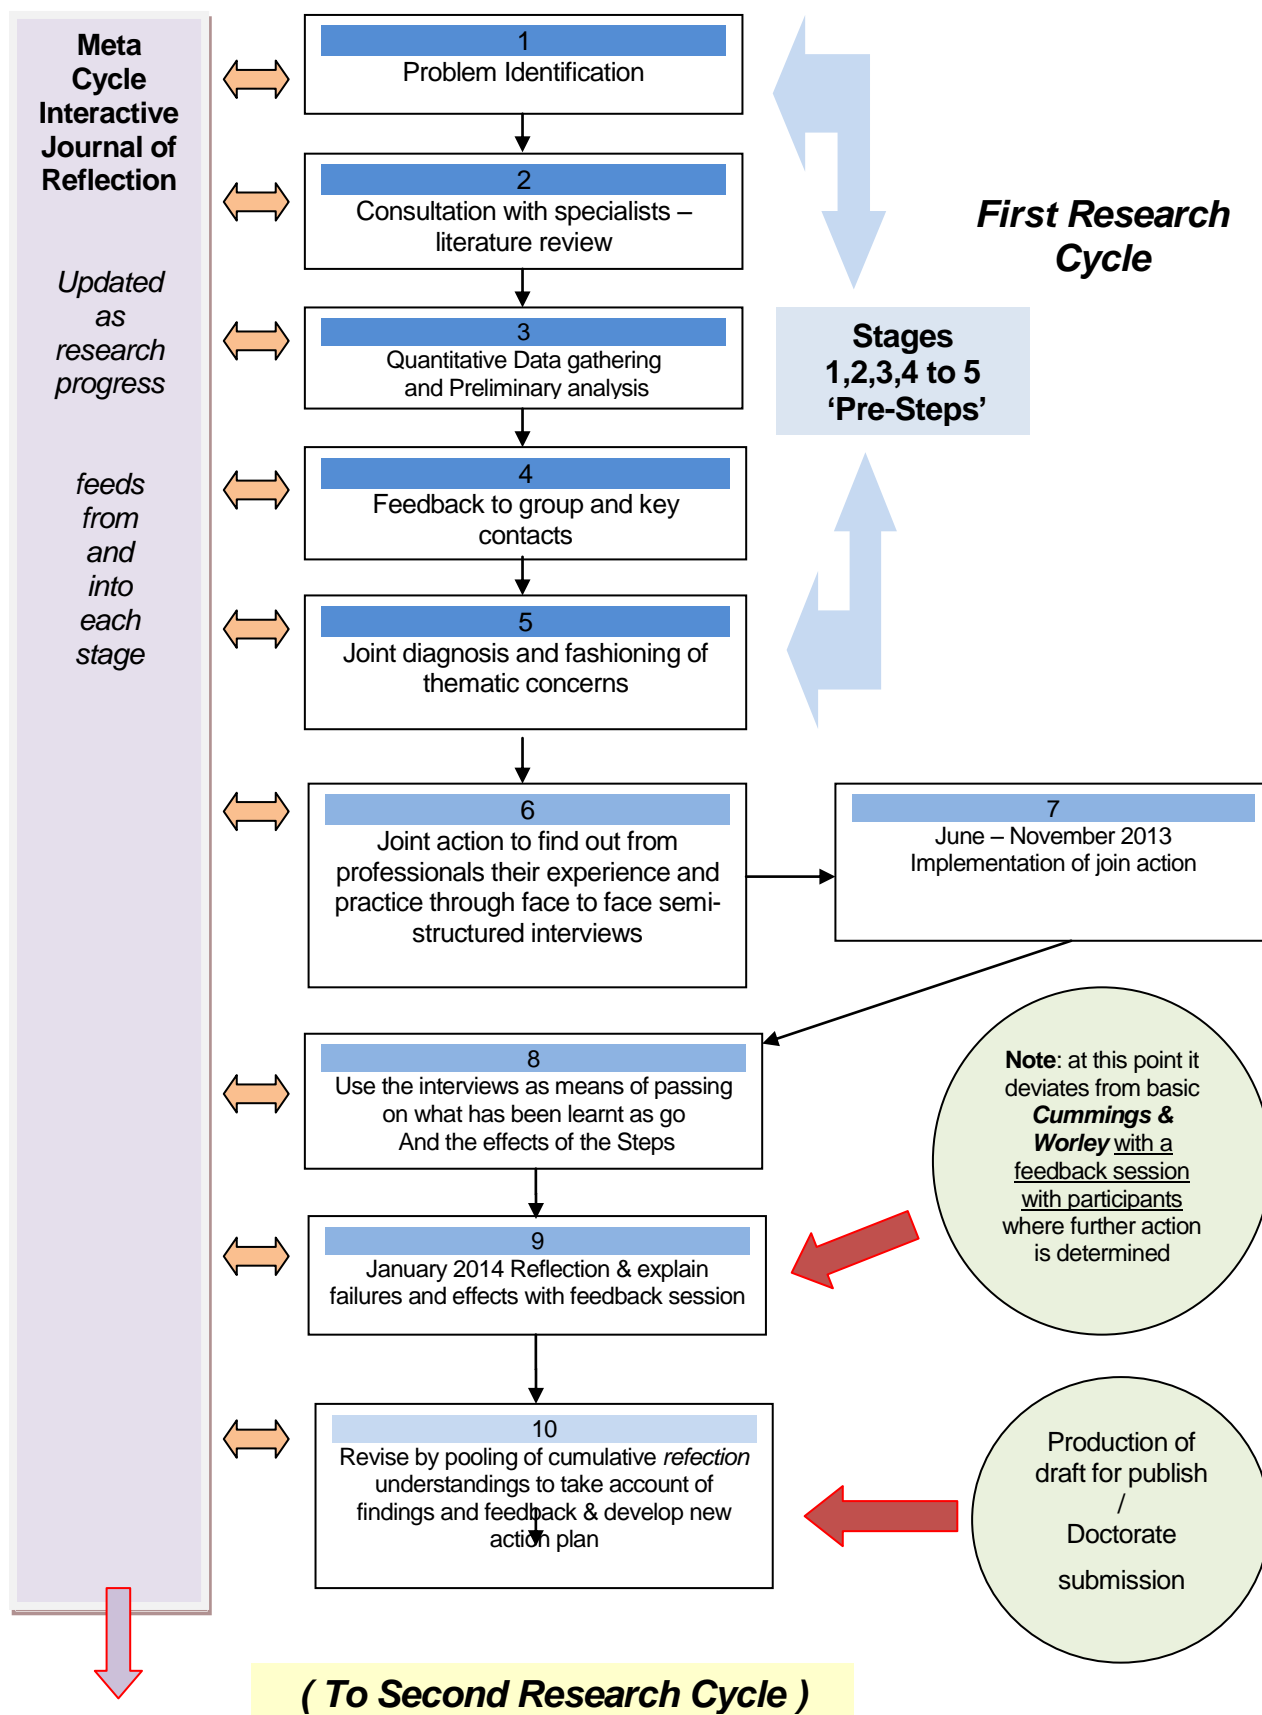 Meta
Cycle
Interactive
Journal of
Reflection
Updated
as
research
progress
feeds
from
and
into
each
stage
1
Problem Identification
2
Consultation with specialists –
literature review
3
Quantitative Data gathering
and Preliminary analysis
4
Feedback to group and key
contacts
5
Joint diagnosis and fashioning of
thematic concerns
First Research
Cycle
Stages
1,2,3,4 to 5
‘Pre-Steps’
6
Joint action to find out from
professionals their experience and
practice through face to face semi-
structured interviews
7
June – November 2013
Implementation of join action
8
Use the interviews as means of passing
on what has been learnt as go
And the effects of the Steps
Note: at this point it
deviates from basic
Cummings &
Worley with a
feedback session
with participants
where further action
is determined
9
January 2014 Reflection & explain
failures and effects with feedback session
10
Revise by pooling of cumulative refection
understandings to take account of
findings and feedback & develop new
action plan
Production of
draft for publish
/
Doctorate
submission
( To Second Research Cycle )